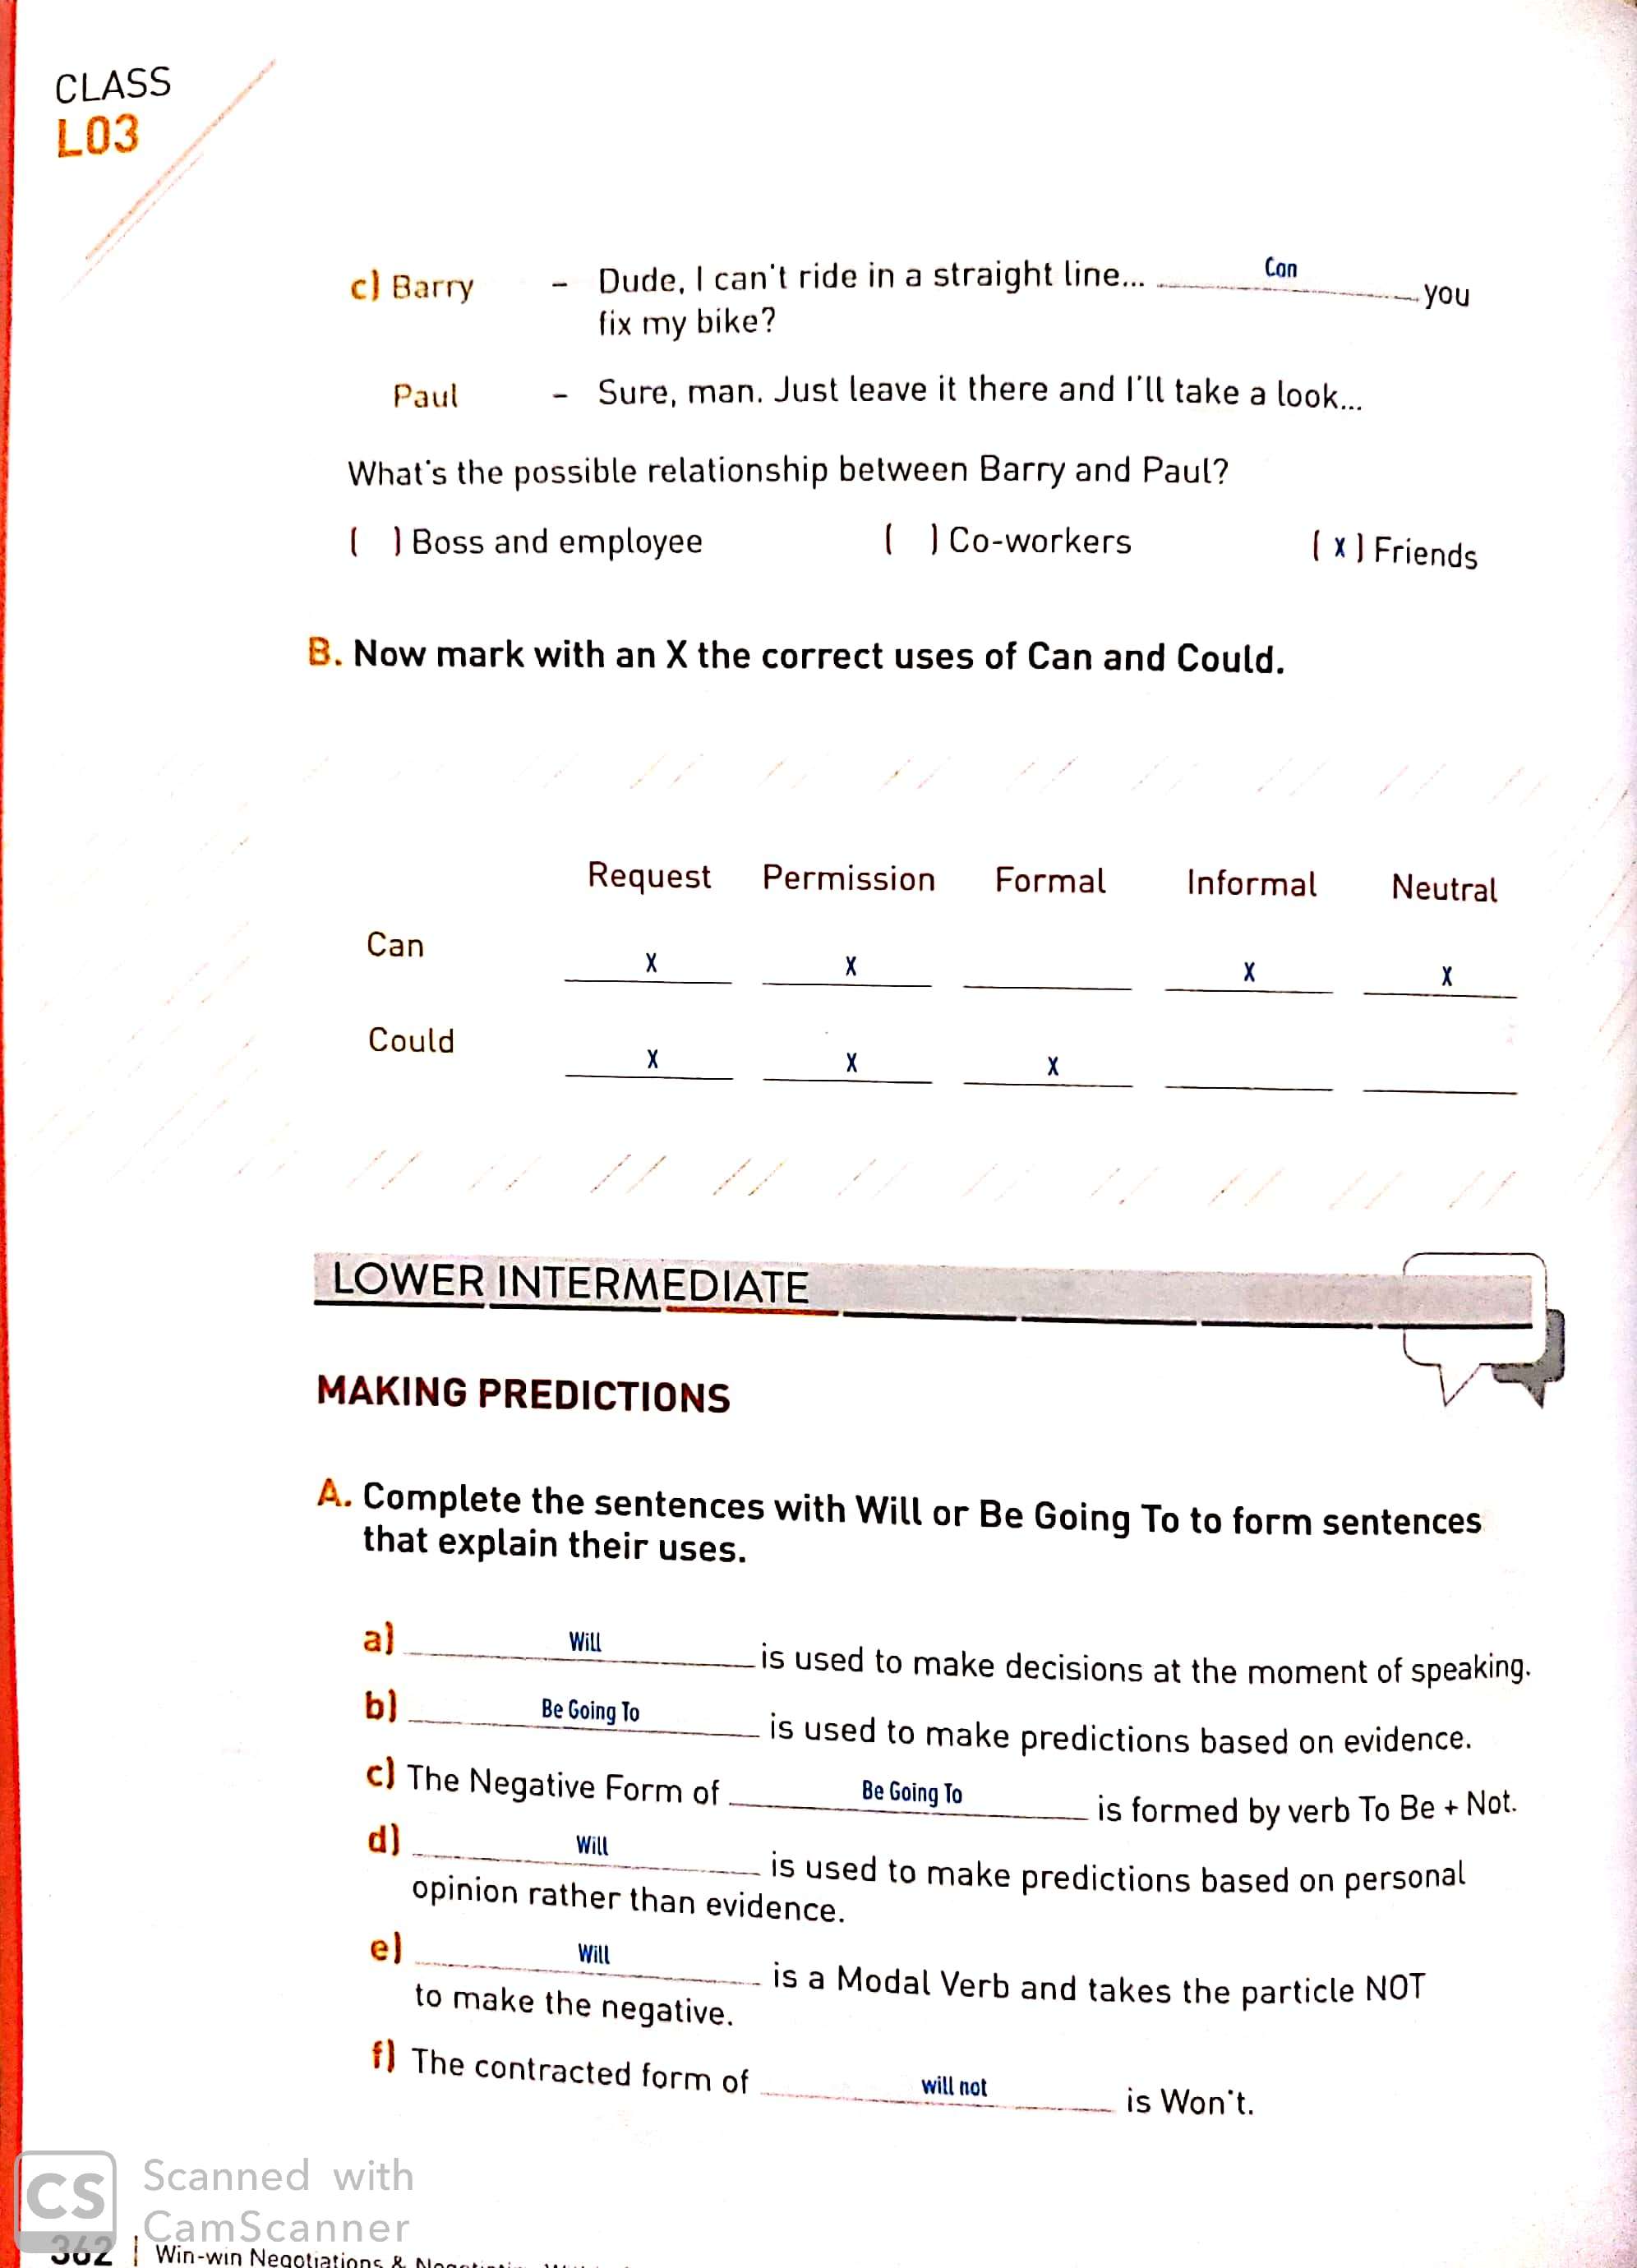 CLASS
L03
c) Barry - Dude, I can't ride in a straight line... Can you
fix my bike?
Paul - Sure, man. Just leave it there and I'll take a look...
What's the possible relationship between Barry and Paul?
( ) Boss and employee ( ) Co-workers ( X ) Friends
B. Now mark with an X the correct uses of Can and Could.
Request Permission Formal Informal Neutral
Can X X X X
Could X X X
LOWER INTERMEDIATE
MAKING PREDICTIONS
A. Complete the sentences with Will or Be Going To to form sentences
that explain their uses.
a) Will is used to make decisions at the moment of speaking.
b) Be Going To is used to make predictions based on evidence.
c) The Negative Form of Be Going To is formed by verb To Be + Not.
d) Will is used to make predictions based on personal
opinion rather than evidence.
e) Will is a Modal Verb and takes the particle NOT
to make the negative.
f) The contracted form of will not is Won't.
CS Scanned with
CamScanner
362 | Win-win Negotiations &